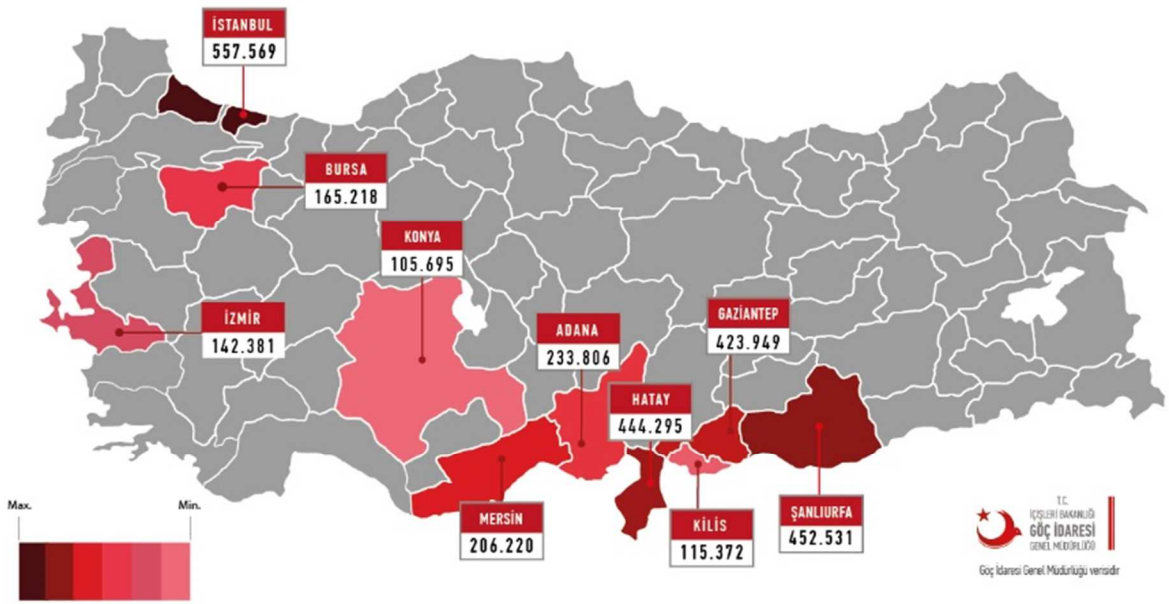 İSTANBUL
557.569
BURSA
165.218
KONYA
105.695
İZMİR
142.381
ADANA
233.806
GAZİANTEP
423.949
HATAY
444.295
MERSİN
206.220
KİLİS
115.372
ŞANLIURFA
452.531
Max.
Min.
T.C.
İÇİŞLERİ BAKANLIĞI
GÖÇ İDARESİ
GENEL MÜDÜRLÜĞÜ
Göç İdaresi Genel Müdürlüğü verisidir